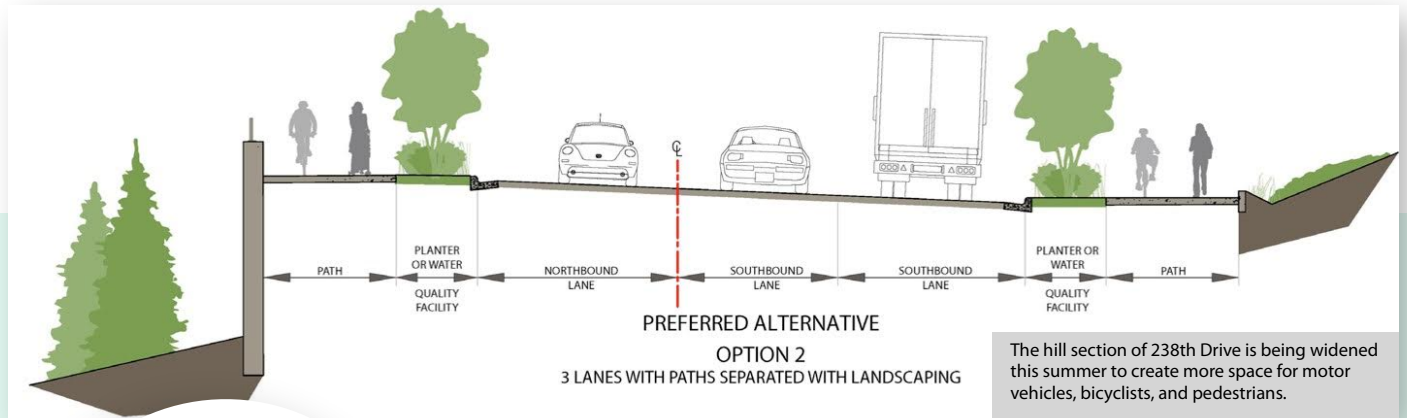 ℄
PATH
PLANTER
OR WATER
QUALITY
FACILITY
NORTHBOUND
LANE
SOUTHBOUND
LANE
SOUTHBOUND
LANE
PLANTER OR
WATER
QUALITY
FACILITY
PATH
PREFERRED ALTERNATIVE
OPTION 2
3 LANES WITH PATHS SEPARATED WITH LANDSCAPING
The hill section of 238th Drive is being widened
this summer to create more space for motor
vehicles, bicyclists, and pedestrians.